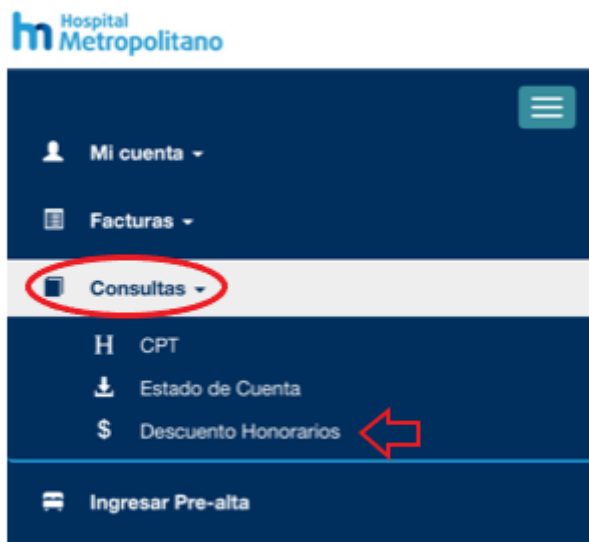 Hospital
Metropolitano
Mi cuenta
Facturas
Consultas
H CPT
Estado de Cuenta
$ Descuento Honorarios
Ingresar Pre-alta